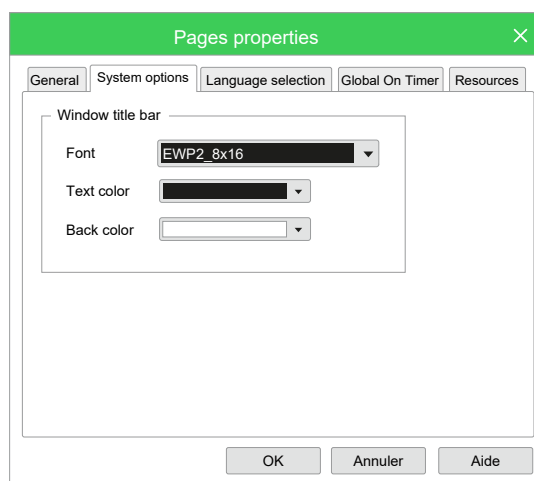 Pages properties
General System options Language selection Global On Timer Resources
Window title bar
Font EWP2_8x16
Text color
Back color
OK Annuler Aide